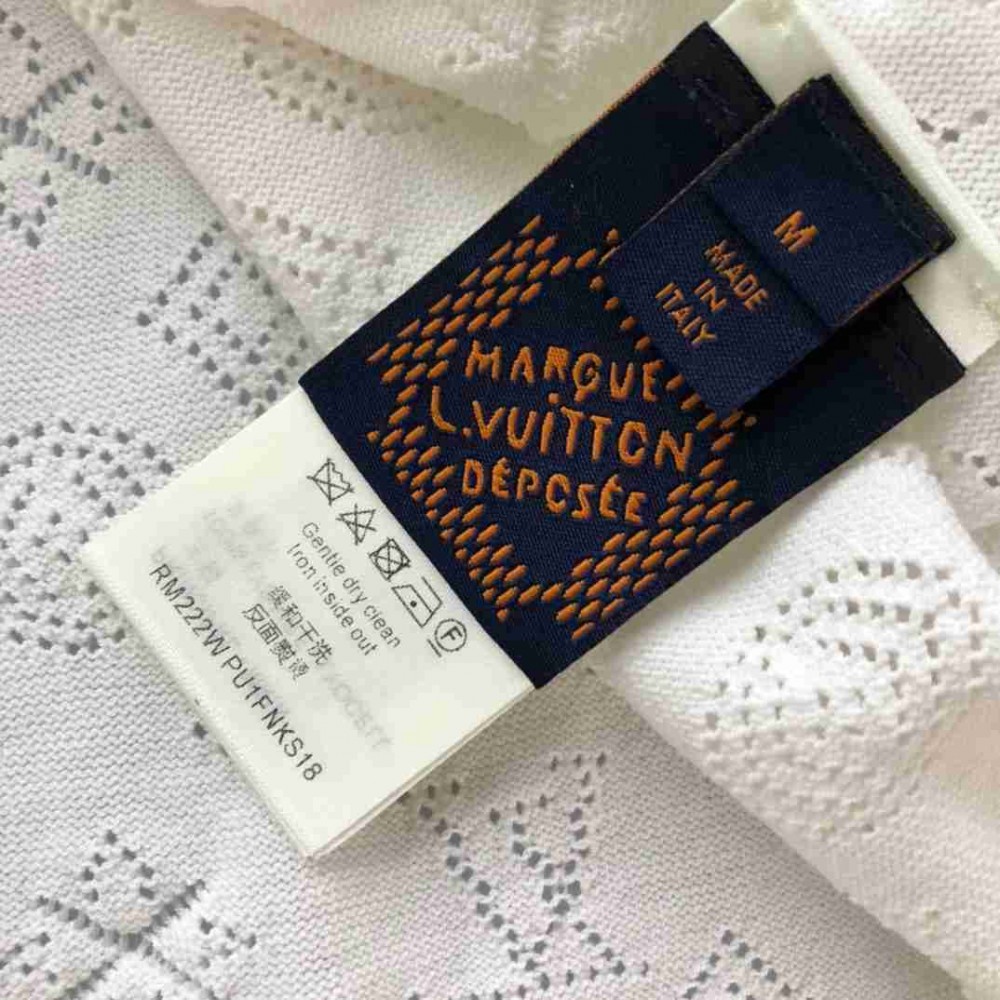 M
MADE
IN
ITALY
MARQUE
L.VUITTON
DÉPOSÉE
F
Gentle dry clean
Iron inside out
缓和干洗
反面熨烫
RM222W PU1FNKS18